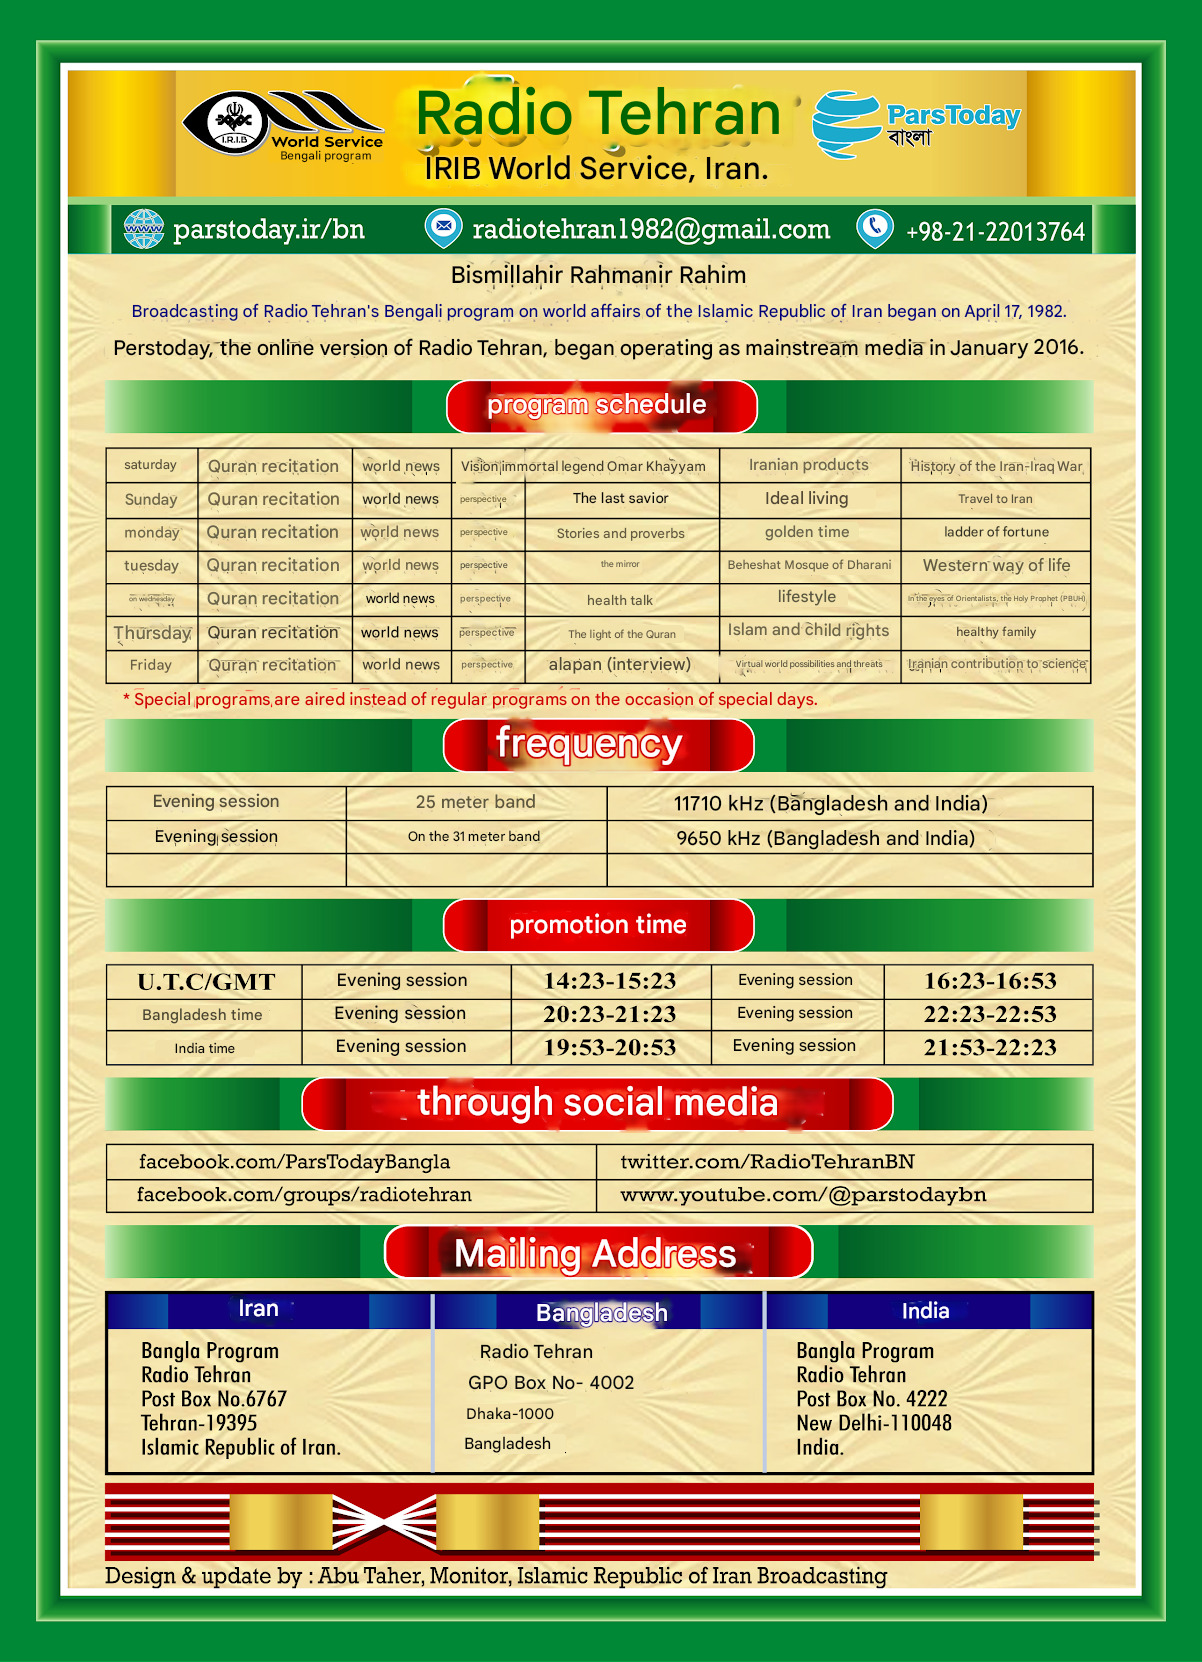 I.R.I.B
World Service
Bengali program
Radio Tehran
IRIB World Service, Iran.
ParsToday
বাংলা
www parstoday.ir/bn radiotehran1982@gmail.com +98-21-22013764
Bismillahir Rahmanir Rahim
Broadcasting of Radio Tehran's Bengali program on world affairs of the Islamic Republic of Iran began on April 17, 1982.
Perstoday, the online version of Radio Tehran, began operating as mainstream media in January 2016.
program schedule
saturday Quran recitation world news Vision immortal legend Omar Khayyam Iranian products History of the Iran-Iraq War
Sunday Quran recitation world news perspective The last savior Ideal living Travel to Iran
monday Quran recitation world news perspective Stories and proverbs golden time ladder of fortune
tuesday Quran recitation world news perspective the mirror Beheshat Mosque of Dharani Western way of life
on wednesday Quran recitation world news perspective health talk lifestyle In the eyes of Orientalists, the Holy Prophet (PBUH)
Thursday Quran recitation world news perspective The light of the Quran Islam and child rights healthy family
Friday Quran recitation world news perspective alapan (interview) Virtual world possibilities and threats Iranian contribution to science
* Special programs are aired instead of regular programs on the occasion of special days.
frequency
Evening session 25 meter band 11710 kHz (Bangladesh and India)
Evening session On the 31 meter band 9650 kHz (Bangladesh and India)
promotion time
U.T.C/GMT Evening session 14:23-15:23 Evening session 16:23-16:53
Bangladesh time Evening session 20:23-21:23 Evening session 22:23-22:53
India time Evening session 19:53-20:53 Evening session 21:53-22:23
through social media
facebook.com/ParsTodayBangla twitter.com/RadioTehranBN
facebook.com/groups/radiotehran www.youtube.com/@parstodaybn
Mailing Address
Iran
Bangla Program
Radio Tehran
Post Box No.6767
Tehran-19395
Islamic Republic of Iran.
Bangladesh
Radio Tehran
GPO Box No- 4002
Dhaka-1000
Bangladesh
India
Bangla Program
Radio Tehran
Post Box No. 4222
New Delhi-110048
India.
Design & update by : Abu Taher, Monitor, Islamic Republic of Iran Broadcasting